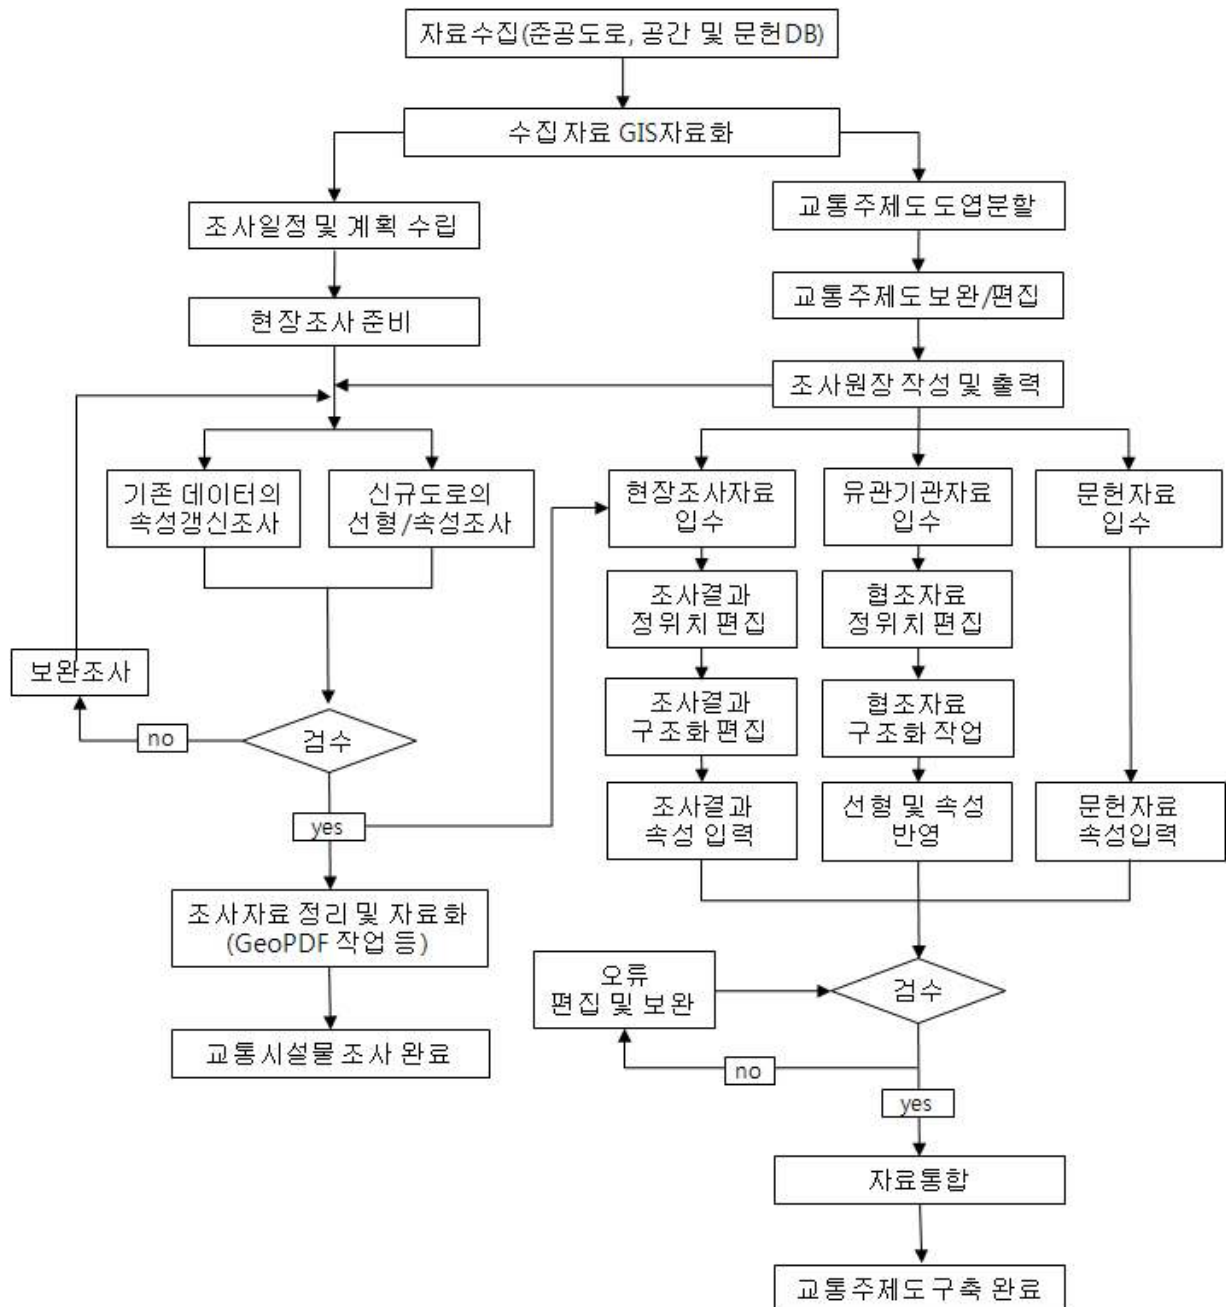 자료수집(준공도로, 공간 및 문헌DB)
수집자료 GIS자료화
조사일정 및 계획 수립
교통주제도 도엽분할
현장조사 준비
교통주제도 보완/편집
조사원장 작성 및 출력
기존 데이터의
속성갱신조사
신규도로의
선형/속성조사
현장조사자료
입수
유관기관자료
입수
문헌자료
입수
조사결과
정위치 편집
협조자료
정위치 편집
보완조사
조사결과
구조화 편집
협조자료
구조화 작업
no
검수
yes
조사결과
속성 입력
선형 및 속성
반영
문헌자료
속성입력
조사자료 정리 및 자료화
(GeoPDF 작업 등)
교통시설물 조사 완료
오류
편집 및 보완
검수
no
yes
자료통합
교통주제도 구축 완료